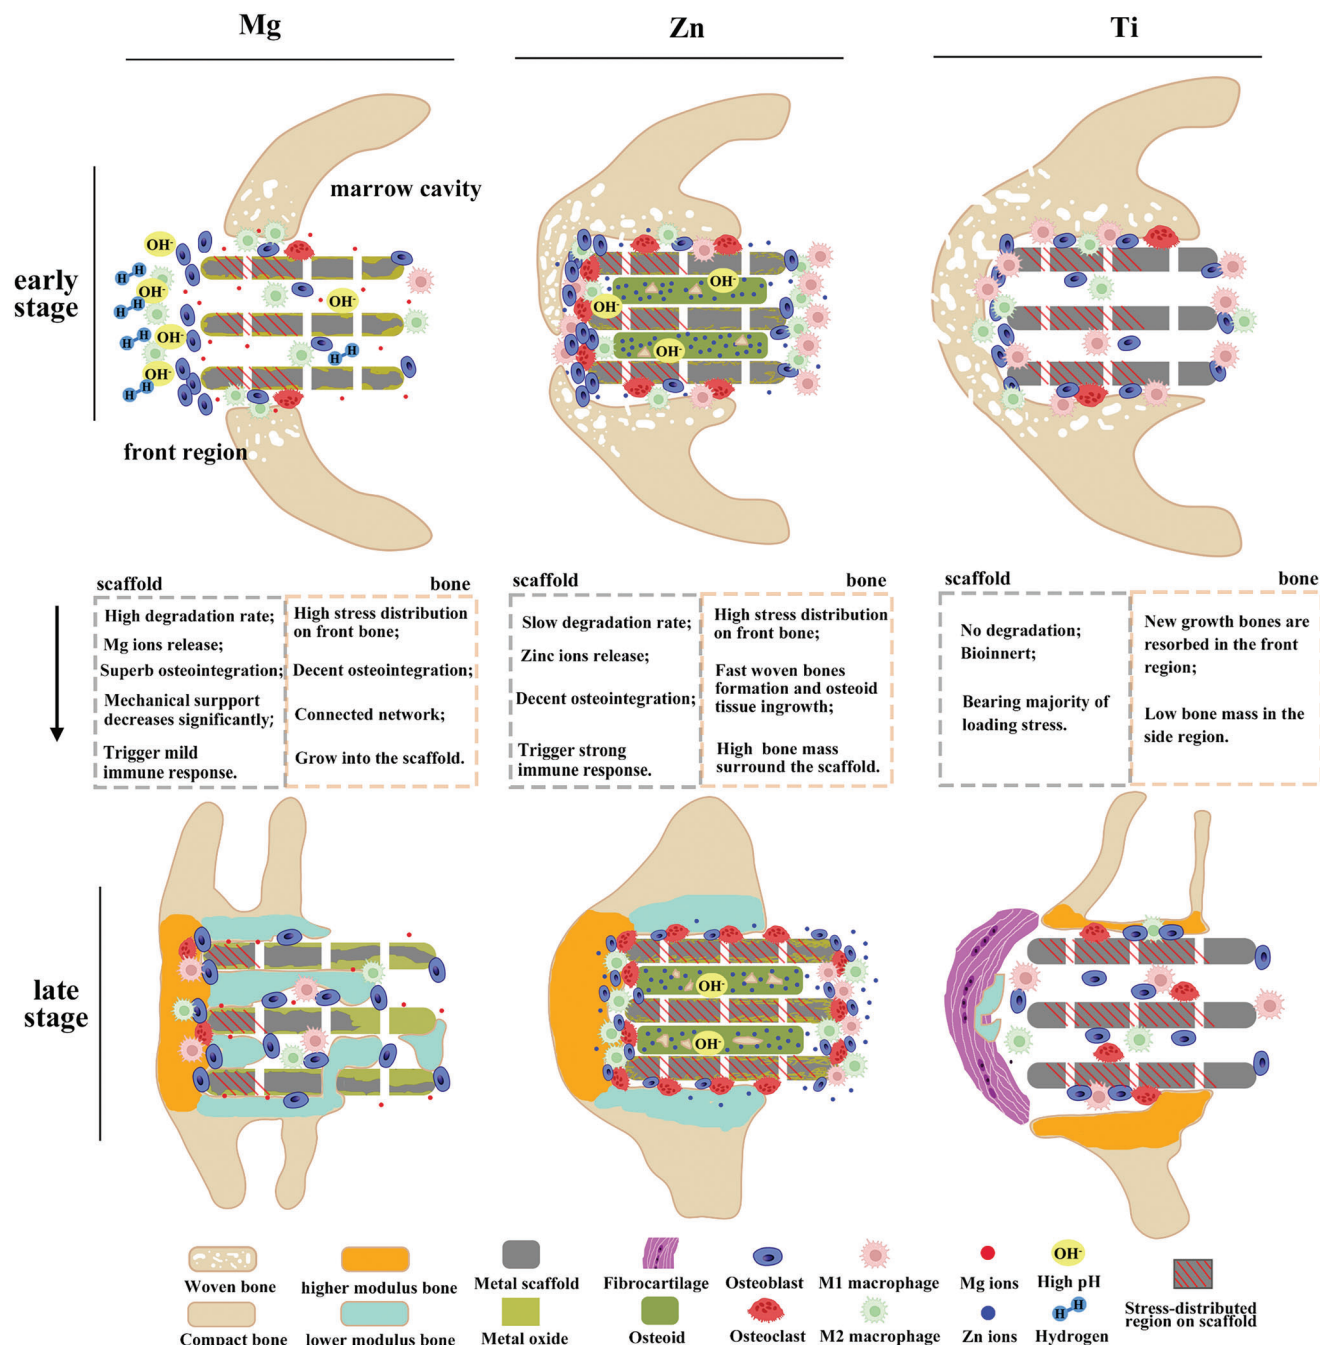 Mg
Zn
Ti
early
stage
marrow cavity
front region
OH-
OH-
OH-
OH-
OH-
H H
H H
H H
H H
H H
OH-
OH-
OH-
scaffold
bone
High degradation rate;
Mg ions release;
Superb osteointegration;
Mechanical surpport
decreases significantly;
Trigger mild
immune response.
High stress distribution
on front bone;
Decent osteointegration;
Connected network;
Grow into the scaffold.
scaffold
bone
Slow degradation rate;
Zinc ions release;
Decent osteointegration;
Trigger strong
immune response.
High stress distribution
on front bone;
Fast woven bones
formation and osteoid
tissue ingrowth;
High bone mass
surround the scaffold.
scaffold
bone
No degradation;
Bioinnert;
Bearing majority of
loading stress.
New growth bones are
resorbed in the front
region;
Low bone mass in the
side region.
late
stage
OH-
OH-
Woven bone
higher modulus bone
Metal scaffold
Fibrocartilage
Osteoblast
M1 macrophage
Mg ions
OH-
High pH
Stress-distributed
region on scaffold
Compact bone
lower modulus bone
Metal oxide
Osteoid
Osteoclast
M2 macrophage
Zn ions
H H
Hydrogen